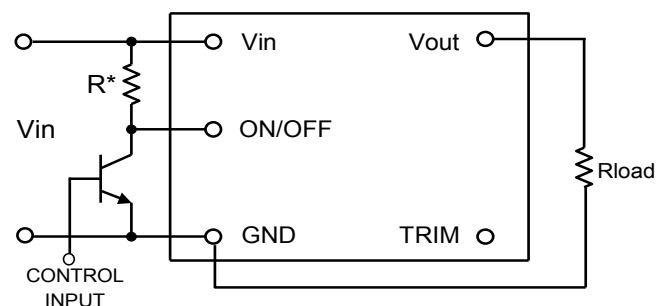 Vin
Vout
R*
Vin
ON/OFF
Rload
GND
TRIM
CONTROL
INPUT